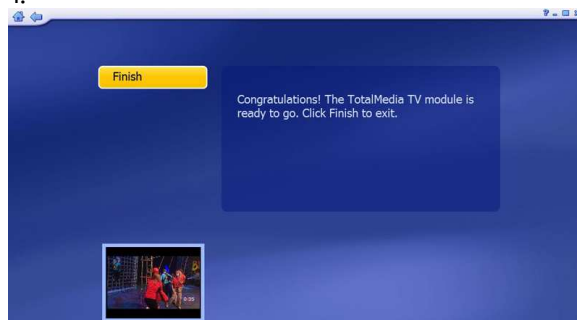 ?
Finish
Congratulations! The TotalMedia TV module is
ready to go. Click Finish to exit.